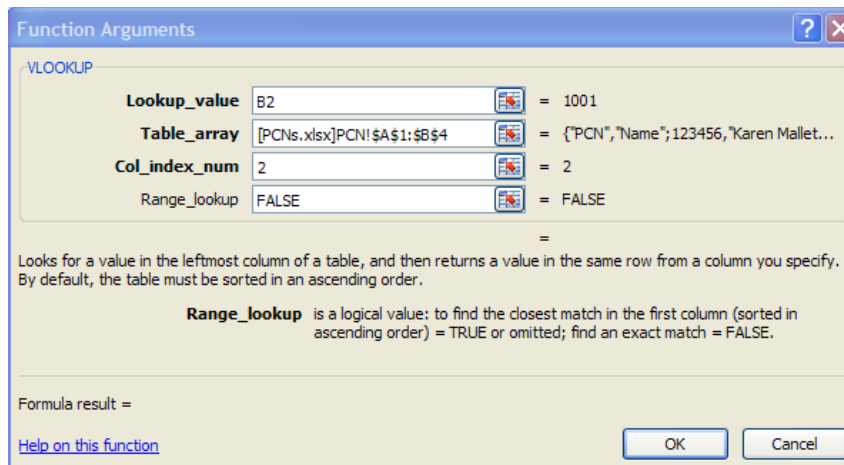 Function Arguments
VLOOKUP
Lookup_value B2 = 1001
Table_array [PCNs.xlsx]PCN!$A$1:$B$4 = {"PCN","Name";123456,"Karen Mallet...
Col_index_num 2 = 2
Range_lookup FALSE = FALSE
=
Looks for a value in the leftmost column of a table, and then returns a value in the same row from a column you specify.
By default, the table must be sorted in an ascending order.
Range_lookup is a logical value: to find the closest match in the first column (sorted in
ascending order) = TRUE or omitted; find an exact match = FALSE.
Formula result =
Help on this function
OK Cancel